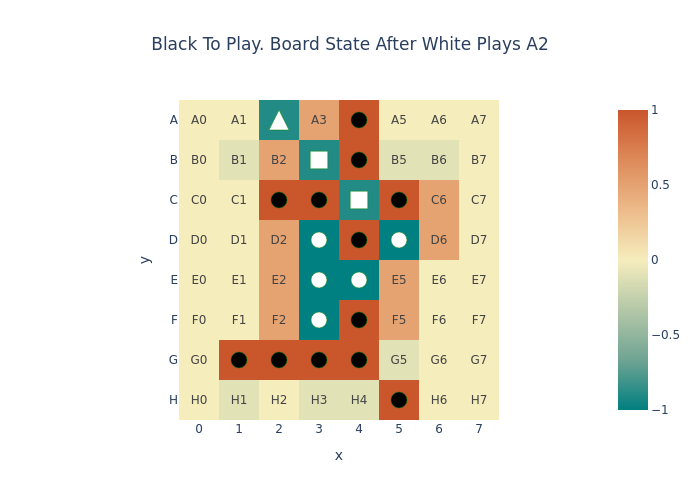 Black To Play. Board State After White Plays A2
A A0 A1 A3 A5 A6 A7
B B0 B1 B2 B5 B6 B7
C C0 C1 C6 C7
D D0 D1 D2 D6 D7
E E0 E1 E2 E5 E6 E7
F F0 F1 F2 F5 F6 F7
G G0 G5 G6 G7
H H0 H1 H2 H3 H4 H6 H7
0 1 2 3 4 5 6 7
x
y
1
0.5
0
−0.5
−1